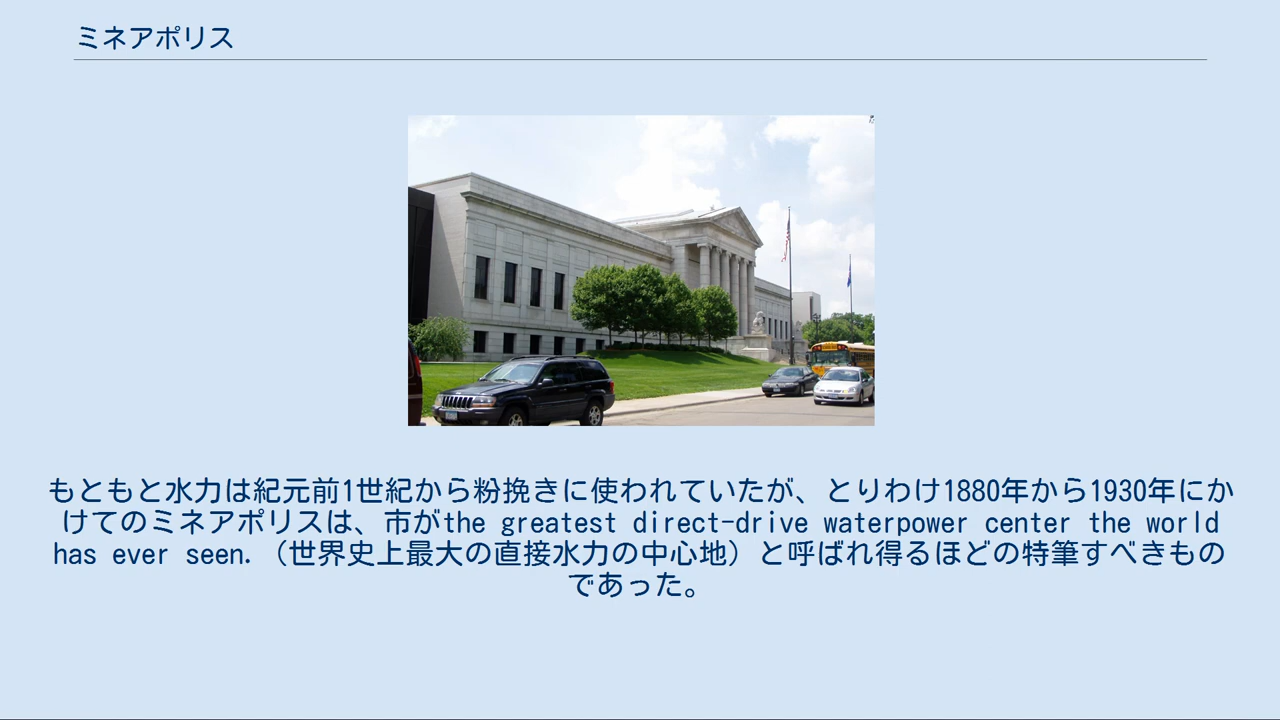 ミネアポリス
もともと水力は紀元前1世紀から粉挽きに使われていたが、とりわけ1880年から1930年にか
けてのミネアポリスは、市がthe greatest direct-drive waterpower center the world
has ever seen.（世界史上最大の直接水力の中心地）と呼ばれ得るほどの特筆すべきもの
であった。